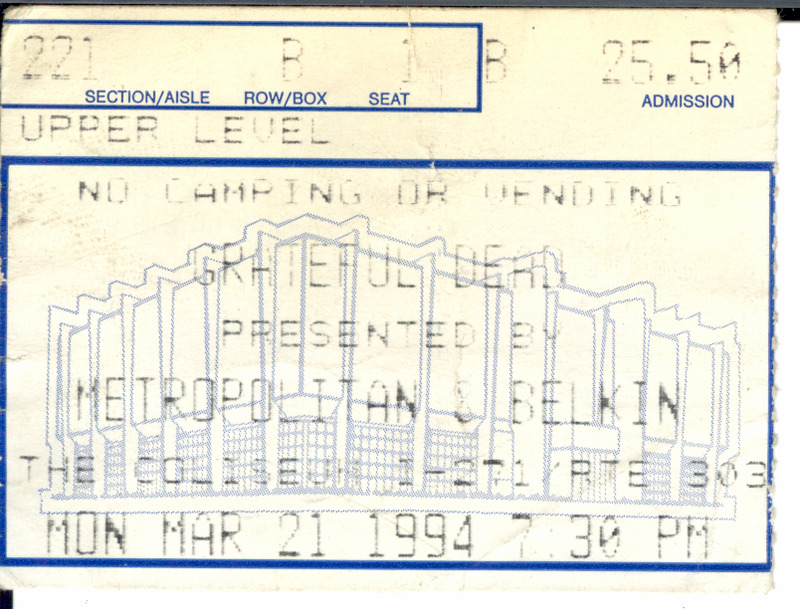 221 B 1 B 25.50
SECTION/AISLE ROW/BOX SEAT ADMISSION
UPPER LEVEL
NO CAMPING OR VENDING
GRATEFUL DEAD
PRESENTED BY
METROPOLITAN & BELKIN
THE COLISEUM I-271 RTE 303
MON MAR 21 1994 7:30 PM